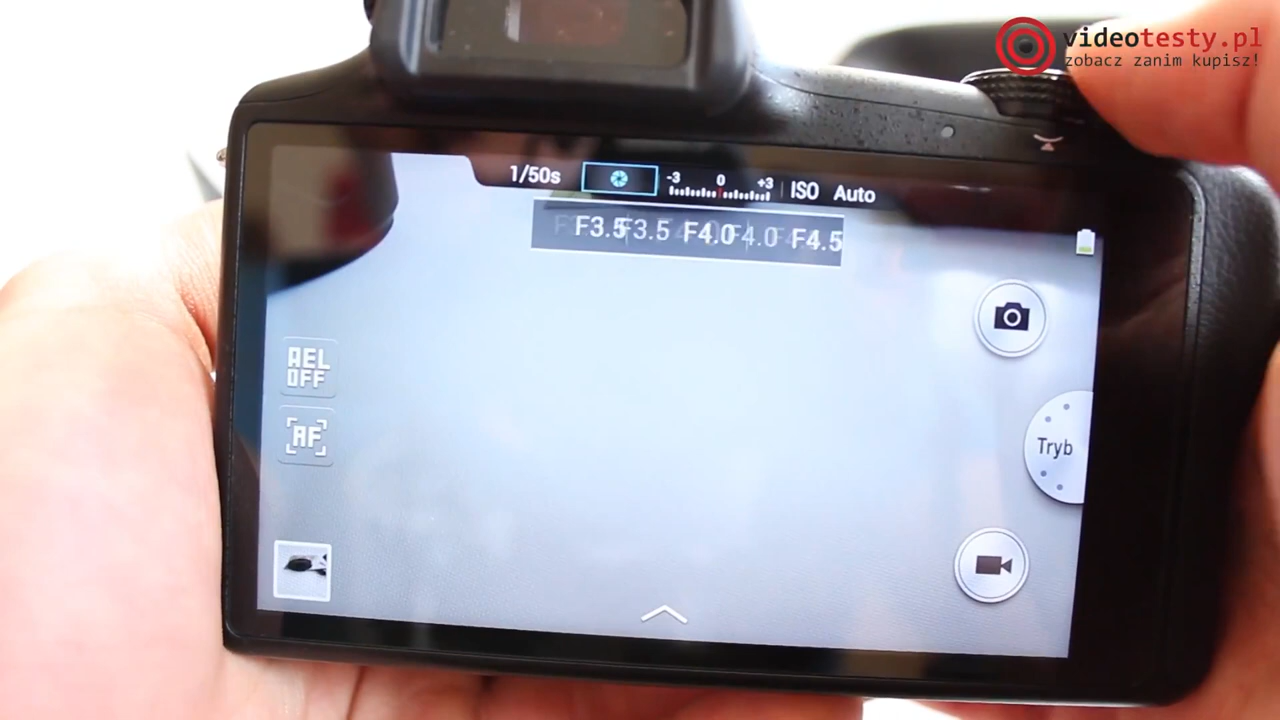 videotesty.pl
zobacz zanim kupisz!
1/50s -3 0 +3 ISO Auto
F3.5 F3.5 F4.0 F4.0 F4.5
AEL
OFF
AF
Tryb